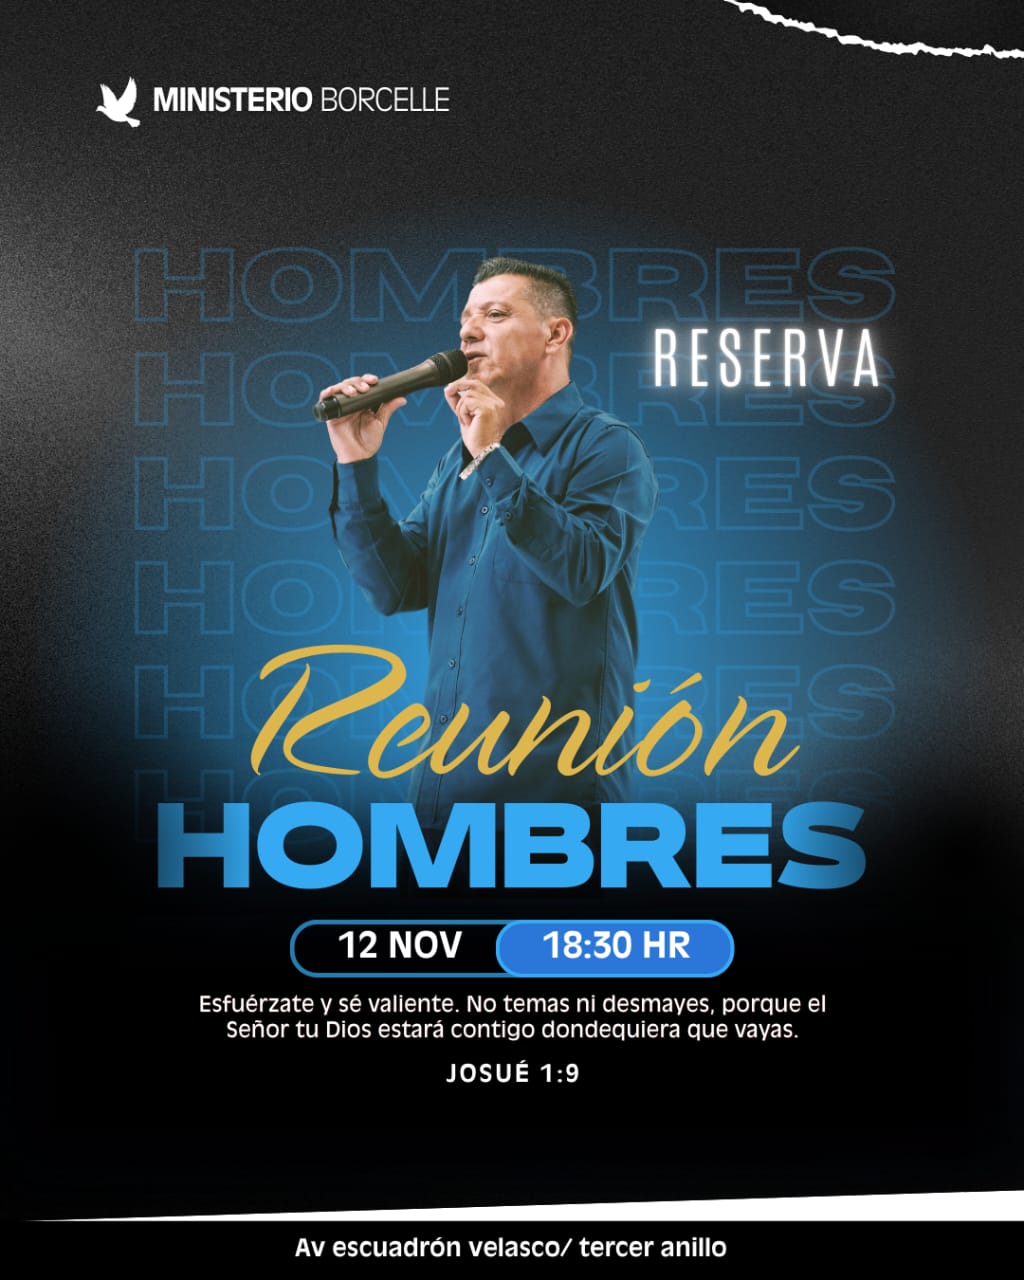 MINISTERIO BORCELLE
HOMBRES
HOMBRES
HOMBRES
HOMBRES
HOMBRES
HOMBRES
RESERVA
Reunión
HOMBRES
12 NOV 18:30 HR
Esfuérzate y sé valiente. No temas ni desmayes, porque el
Señor tu Dios estará contigo dondequiera que vayas.
JOSUÉ 1:9
Av escuadrón velasco/ tercer anillo